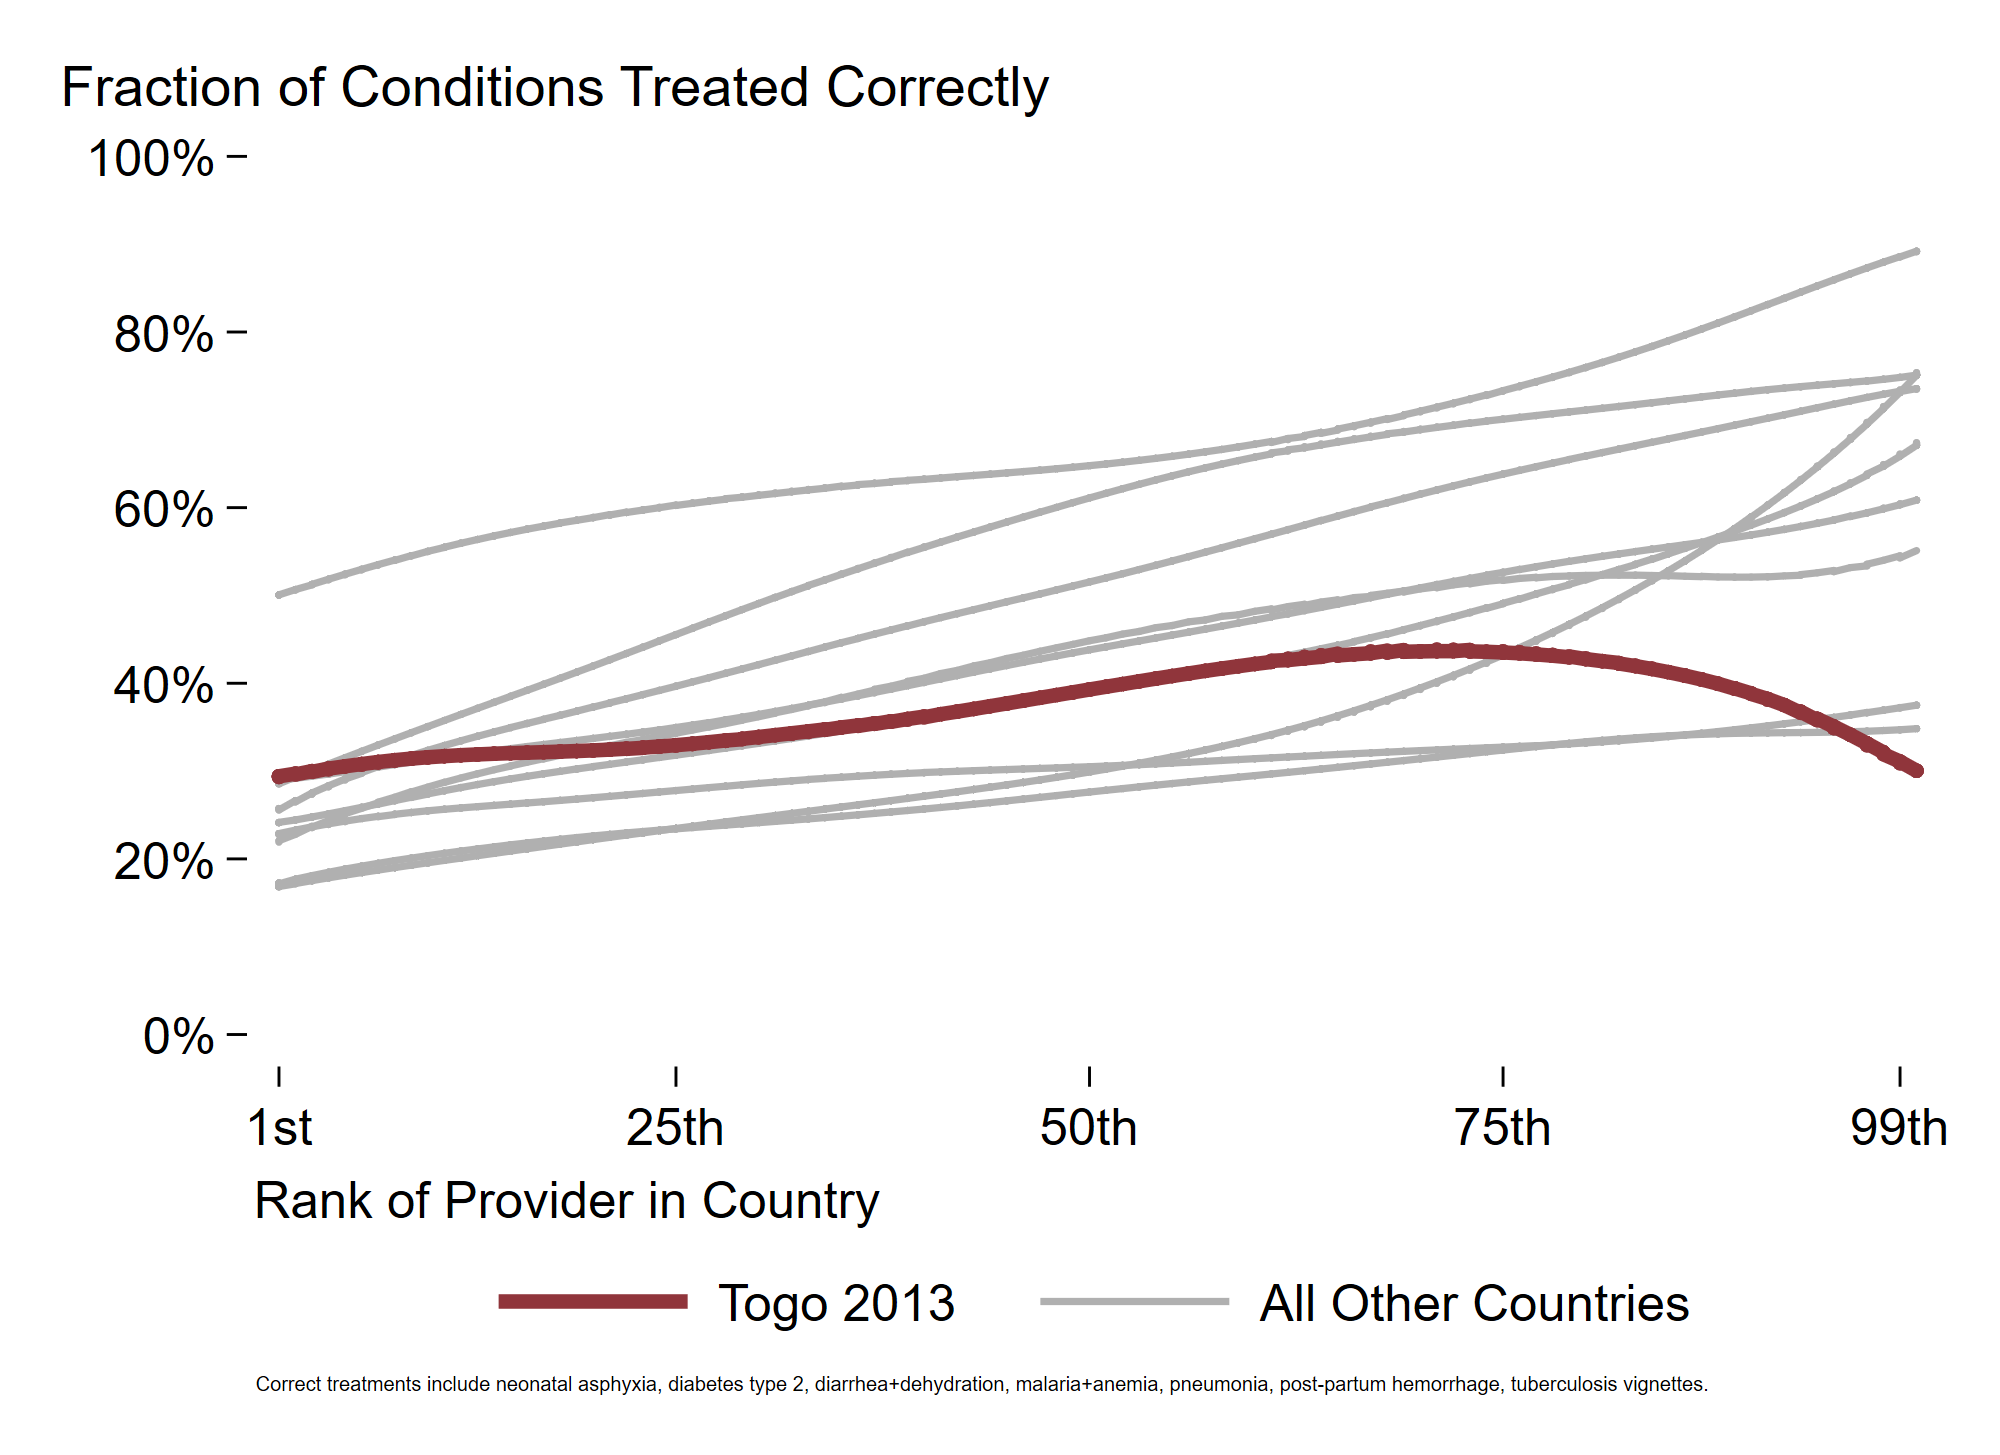 Fraction of Conditions Treated Correctly
100%
80%
60%
40%
20%
0%
1st 25th 50th 75th 99th
Rank of Provider in Country
Togo 2013 All Other Countries
Correct treatments include neonatal asphyxia, diabetes type 2, diarrhea+dehydration, malaria+anemia, pneumonia, post-partum hemorrhage, tuberculosis vignettes.